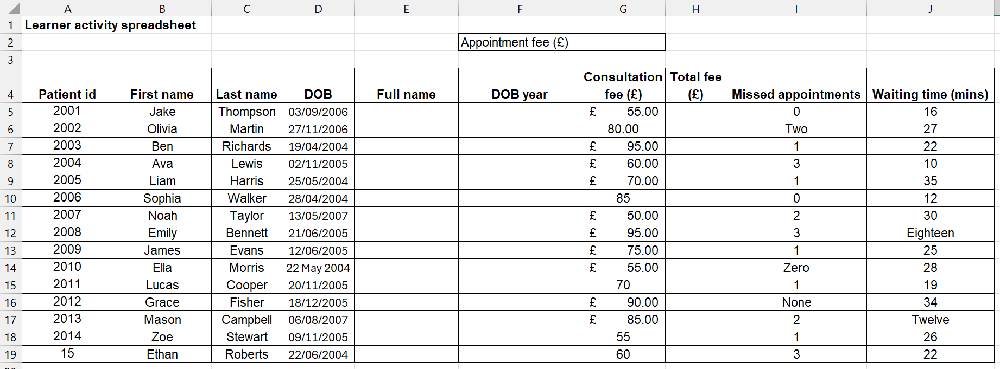 A B C D E F G H I J
1 Learner activity spreadsheet
2 Appointment fee (£)
3
Consultation Total fee
4 Patient id First name Last name DOB Full name DOB year fee (£) (£) Missed appointments Waiting time (mins)
5 2001 Jake Thompson 03/09/2006 £ 55.00 0 16
6 2002 Olivia Martin 27/11/2006 80.00 Two 27
7 2003 Ben Richards 19/04/2004 £ 95.00 1 22
8 2004 Ava Lewis 02/11/2005 £ 60.00 3 10
9 2005 Liam Harris 25/05/2004 £ 70.00 1 35
10 2006 Sophia Walker 28/04/2004 85 0 12
11 2007 Noah Taylor 13/05/2007 £ 50.00 2 30
12 2008 Emily Bennett 21/06/2005 £ 95.00 3 Eighteen
13 2009 James Evans 12/06/2005 £ 75.00 1 25
14 2010 Ella Morris 22 May 2004 £ 55.00 Zero 28
15 2011 Lucas Cooper 20/11/2005 70 1 19
16 2012 Grace Fisher 18/12/2005 £ 90.00 None 34
17 2013 Mason Campbell 06/08/2007 £ 85.00 2 Twelve
18 2014 Zoe Stewart 09/11/2005 55 1 26
19 15 Ethan Roberts 22/06/2004 60 3 22